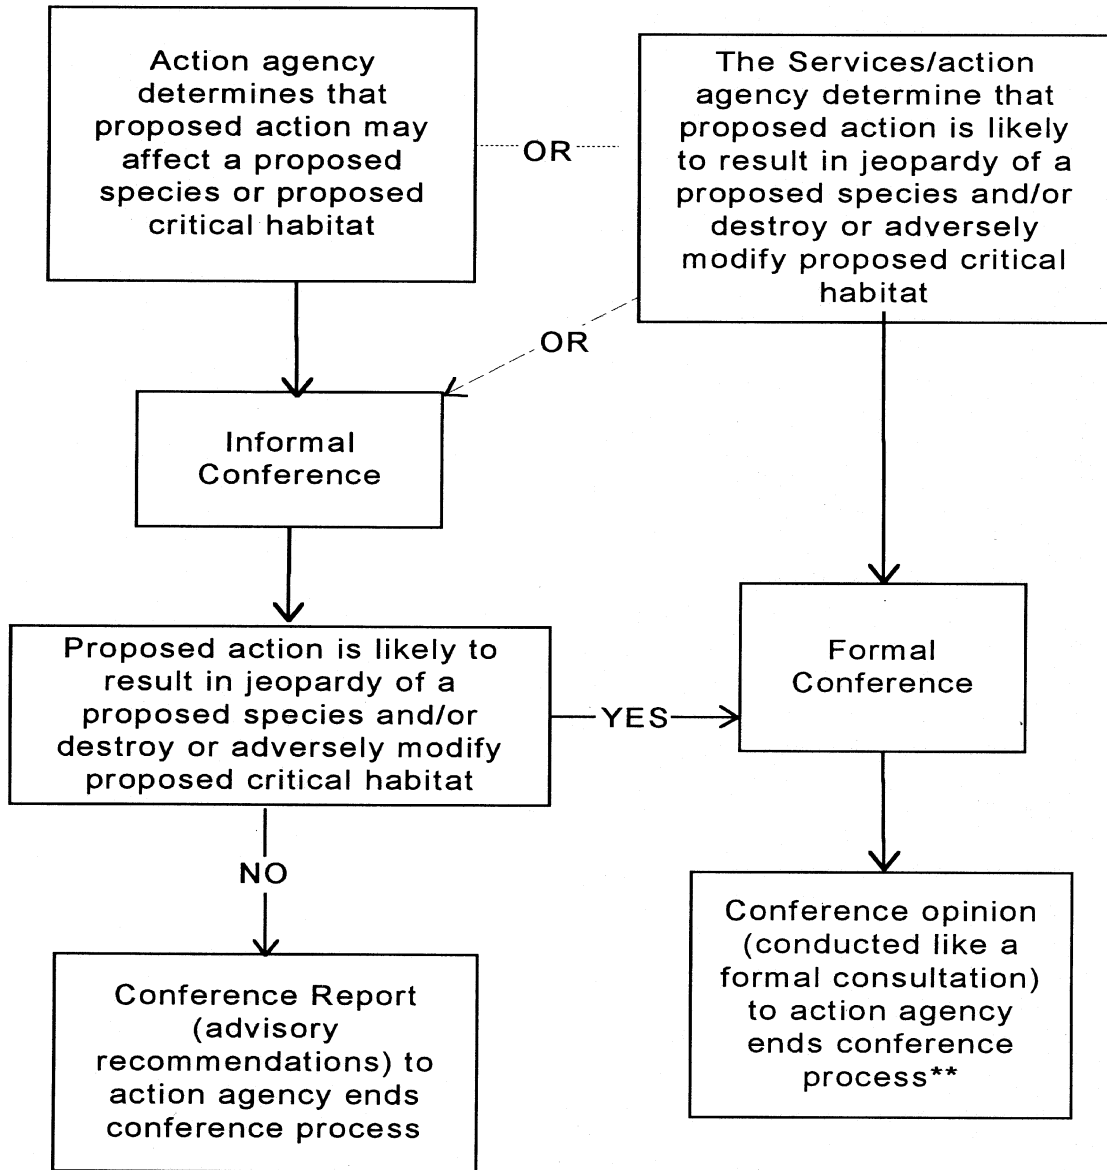 Action agency
determines that
proposed action may
affect a proposed
species or proposed
critical habitat
OR
The Services/action
agency determine that
proposed action is likely
to result in jeopardy of a
proposed species and/or
destroy or adversely
modify proposed critical
habitat
OR
Informal
Conference
Proposed action is likely to
result in jeopardy of a
proposed species and/or
destroy or adversely modify
proposed critical habitat
YES
Formal
Conference
NO
Conference Report
(advisory
recommendations) to
action agency ends
conference process
Conference opinion
(conducted like a
formal consultation)
to action agency
ends conference
process**